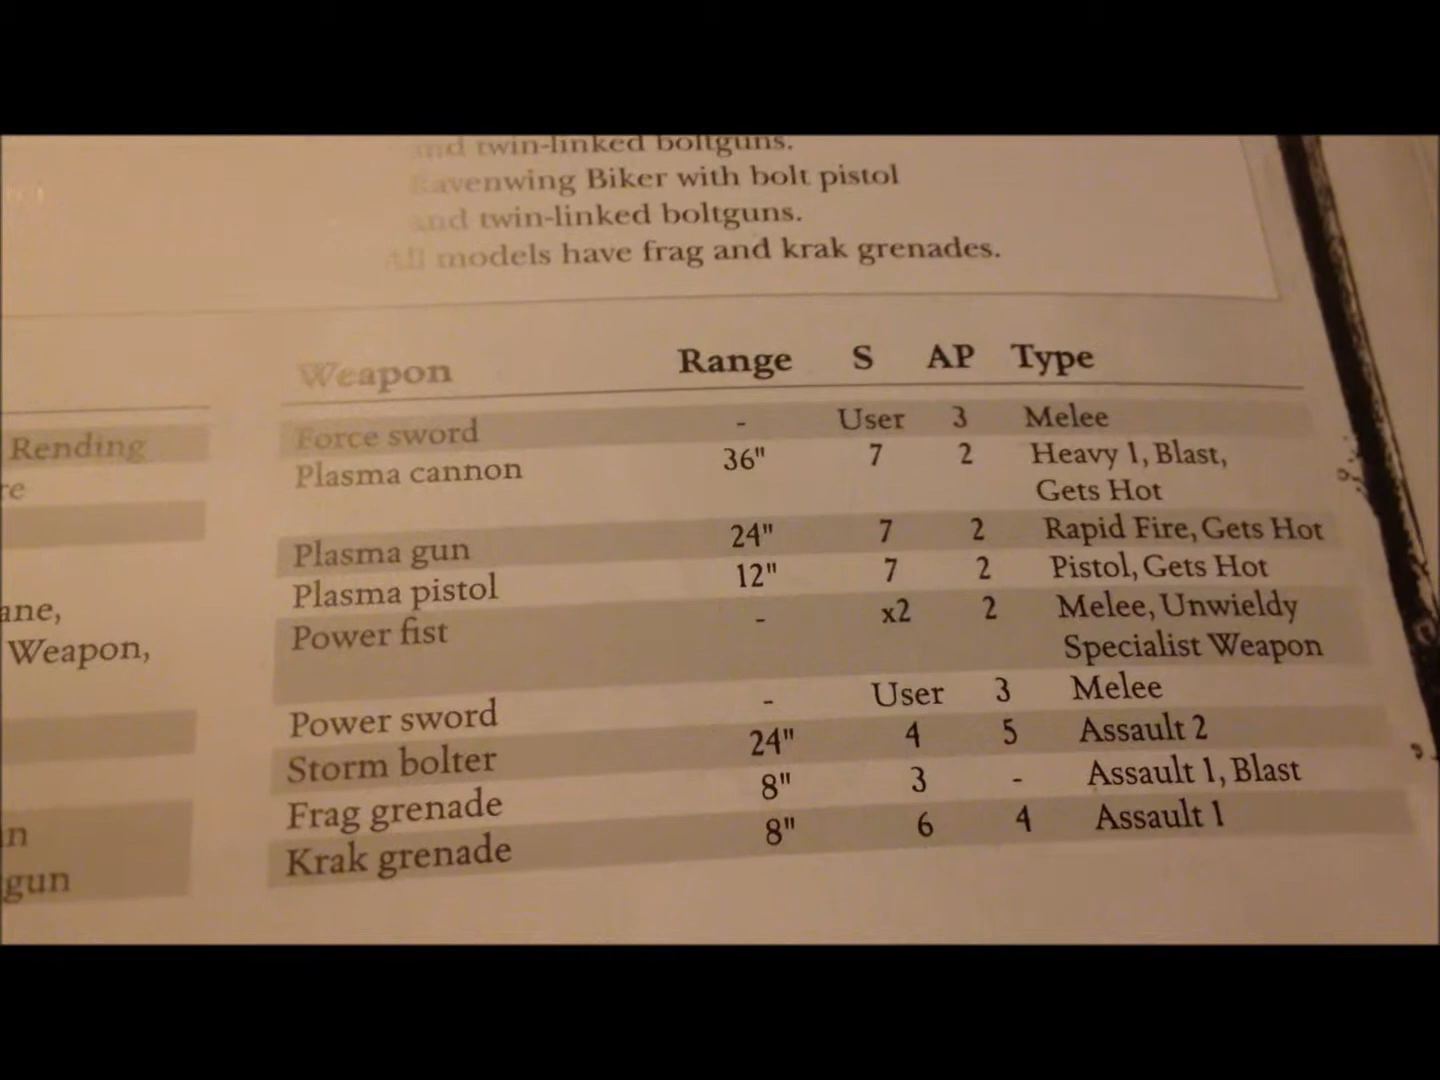 and twin-linked boltguns.
Ravenwing Biker with bolt pistol
and twin-linked boltguns.
All models have frag and krak grenades.
Rending
Weapon,
gun
Weapon Range S AP Type
Force sword - User 3 Melee
Plasma cannon 36" 7 2 Heavy 1, Blast,
Gets Hot
Plasma gun 24" 7 2 Rapid Fire, Gets Hot
Plasma pistol 12" 7 2 Pistol, Gets Hot
Power fist - x2 2 Melee, Unwieldy
Specialist Weapon
Power sword - User 3 Melee
Storm bolter 24" 4 5 Assault 2
Frag grenade 8" 3 - Assault 1, Blast
Krak grenade 8" 6 4 Assault 1